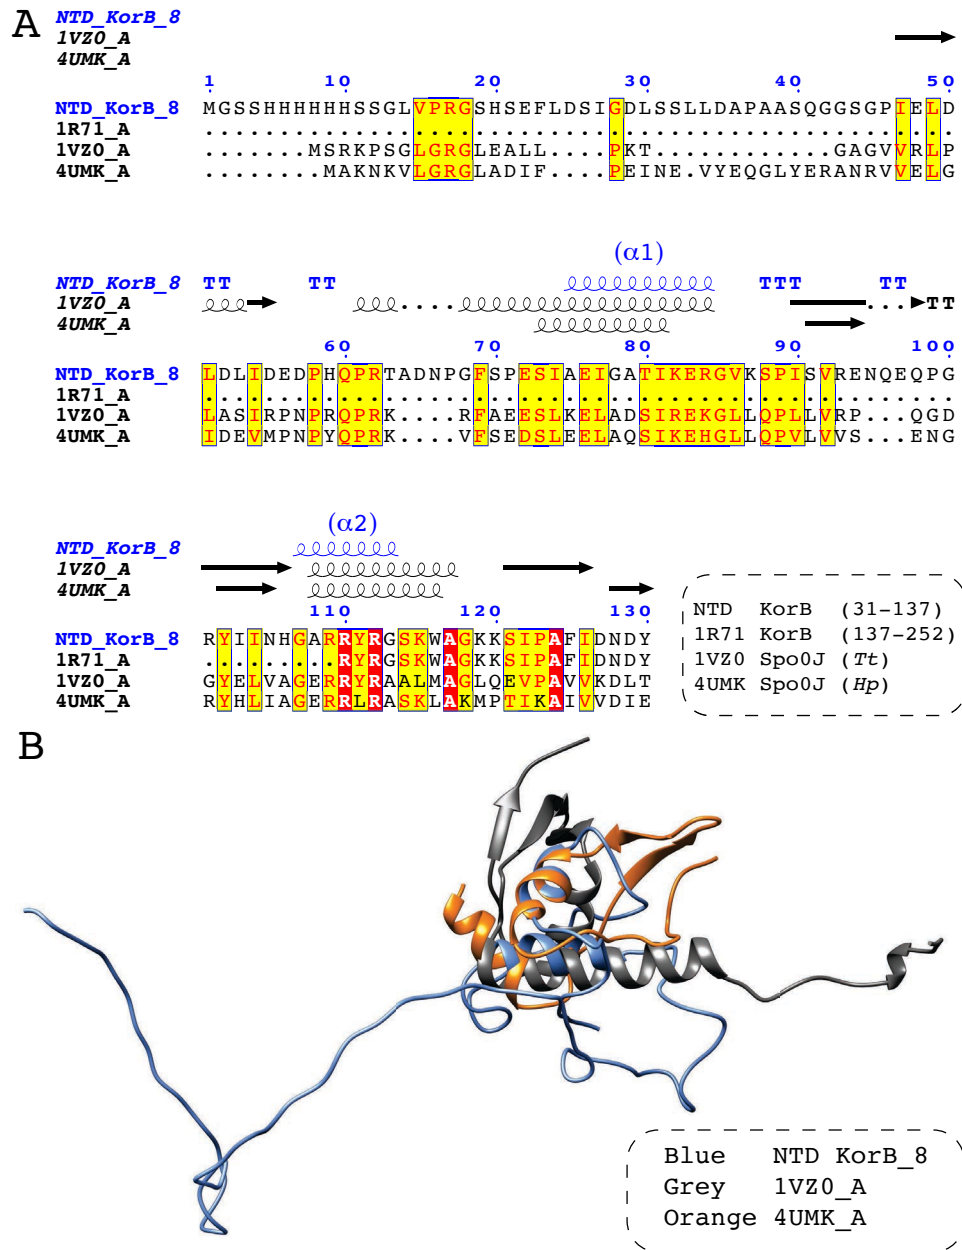 A
NTD_KorB_8
1VZ0_A
4UMK_A
1 10 20 30 40 50
NTD_KorB_8 MGSSHHHHHHSSGLVPRGSHSEFLDSIGDLSSLLDAPAASQGGSGPIELD
1R71_A ..................................................
1VZ0_A .......MSRKPSGLGRGLEALL....PKT............GAGVVRLP
4UMK_A ........MAKNKVLGRGLADIF....PEINE.VYEQGLYERANRVVELG
(α1)
NTD_KorB_8 TT TT TTT TT
1VZ0_A .... ... TT
4UMK_A
60 70 80 90 100
NTD_KorB_8 LDLIDEDPHQPRTADNPGFSPESIAEIGATIKERGVKSPISVRENQEQPG
1R71_A ..................................................
1VZ0_A LASIRPNPRQPRK....RFAEESLKELADSIREKGLLQPLLVRP...QGD
4UMK_A IDEVMPNPYQPRK....VFSEDSLEELAQSIKEHGLLQPVLVVS...ENG
(α2)
NTD_KorB_8
1VZ0_A
4UMK_A
110 120 130
NTD_KorB_8 RYIINHGARRYRGSKWAGKKSIPAFIDNDY
1R71_A .........RYRGSKWAGKKSIPAFIDNDY
1VZ0_A GYELVAGERRYRAALMAGLQEVPAVVKDLT
4UMK_A RYHLIAGERRLRASKLAKMPTIKAIVVDIE
NTD KorB (31-137)
1R71 KorB (137-252)
1VZ0 Spo0J (Tt)
4UMK Spo0J (Hp)
B
Blue NTD KorB_8
Grey 1VZ0_A
Orange 4UMK_A